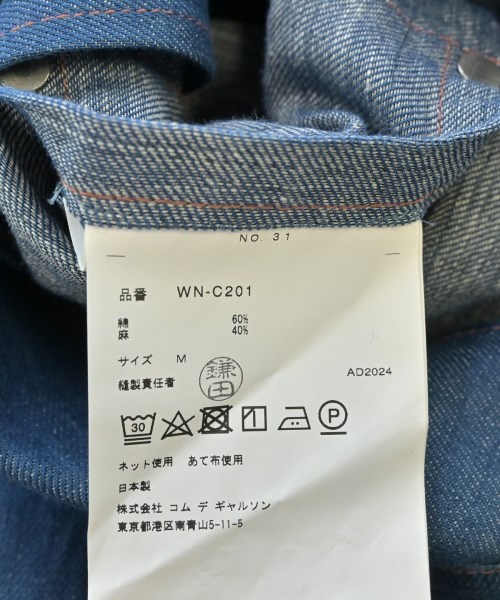 NO. 31
品番 WN-C201
綿 60%
麻 40%
サイズ M
縫製責任者 鎌田 AD2024
30 P
ネット使用 あて布使用
日本製
株式会社 コム デ ギャルソン
東京都港区南青山5-11-5